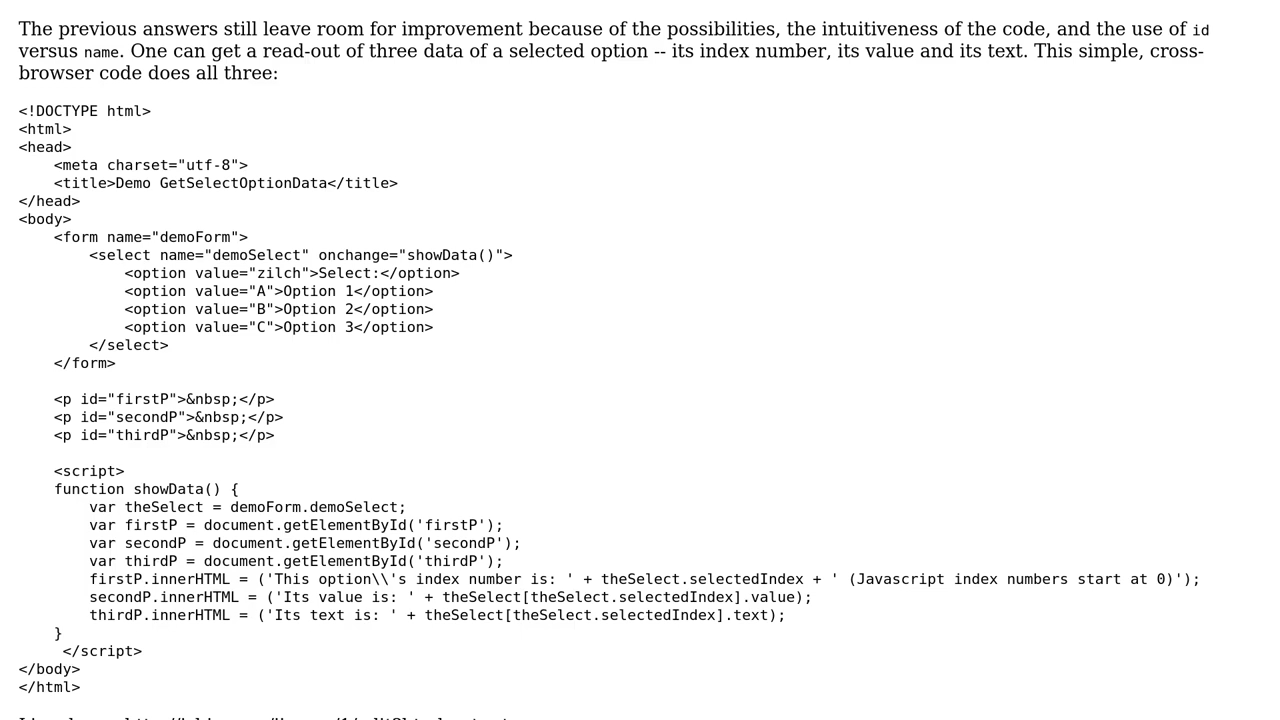 The previous answers still leave room for improvement because of the possibilities, the intuitiveness of the code, and the use of id
versus name. One can get a read-out of three data of a selected option -- its index number, its value and its text. This simple, cross-
browser code does all three:
<!DOCTYPE html>
<html>
<head>
    <meta charset="utf-8">
    <title>Demo GetSelectOptionData</title>
</head>
<body>
    <form name="demoForm">
        <select name="demoSelect" onchange="showData()">
            <option value="zilch">Select:</option>
            <option value="A">Option 1</option>
            <option value="B">Option 2</option>
            <option value="C">Option 3</option>
        </select>
    </form>

    <p id="firstP">&nbsp;</p>
    <p id="secondP">&nbsp;</p>
    <p id="thirdP">&nbsp;</p>

    <script>
    function showData() {
        var theSelect = demoForm.demoSelect;
        var firstP = document.getElementById('firstP');
        var secondP = document.getElementById('secondP');
        var thirdP = document.getElementById('thirdP');
        firstP.innerHTML = ('This option\\'s index number is: ' + theSelect.selectedIndex + ' (Javascript index numbers start at 0)');
        secondP.innerHTML = ('Its value is: ' + theSelect[theSelect.selectedIndex].value);
        thirdP.innerHTML = ('Its text is: ' + theSelect[theSelect.selectedIndex].text);
    }
     </script>
</body>
</html>